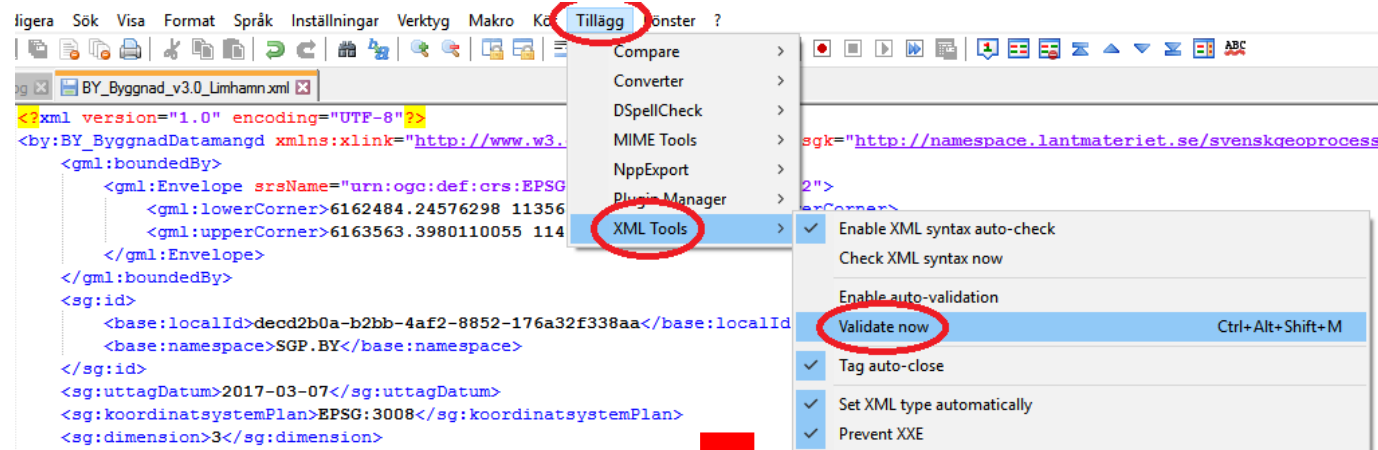 Sök Visa Format Språk Inställningar Verktyg Makro Tillägg ?
Compare
Converter
DSpellCheck
MIME Tools
NppExport
Plugin Manager
XML Tools
BY_Byggnad_v3.0_Limhamn.xml
<?xml version="1.0" encoding="UTF-8"?>
<by:BY_ByggnadDatamangd xmlns:xlink="http://www.w3. sgk="http://namespace.lantmateriet.se/svenskgeoprocess
<gml:boundedBy>
<gml:Envelope srsName="urn:ogc:def:crs:EPSG 2">
<gml:lowerCorner>6162484.24576298 11356
<gml:upperCorner>6163563.3980110055 114
</gml:Envelope>
</gml:boundedBy>
<sg:id>
<base:localId>decd2b0a-b2bb-4af2-8852-176a32f338aa</base:localId
<base:namespace>SGP.BY</base:namespace>
</sg:id>
<sg:uttagDatum>2017-03-07</sg:uttagDatum>
<sg:koordinatsystemPlan>EPSG:3008</sg:koordinatsystemPlan>
<sg:dimension>3</sg:dimension>
Enable XML syntax auto-check
Check XML syntax now
Enable auto-validation
Validate now Ctrl+Alt+Shift+M
Tag auto-close
Set XML type automatically
Prevent XXE